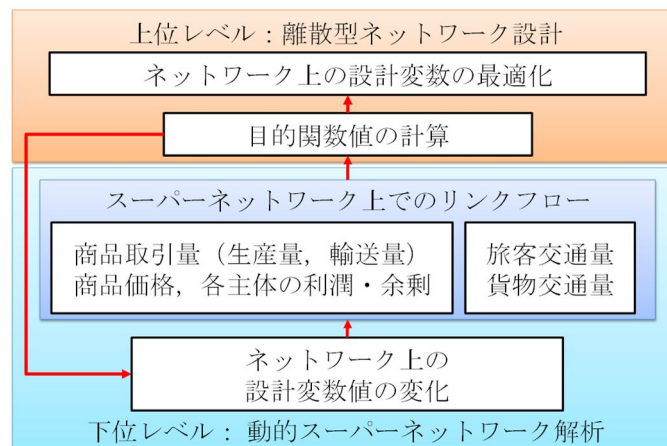 上位レベル：離散型ネットワーク設計
ネットワーク上の設計変数の最適化
目的関数値の計算
スーパーネットワーク上でのリンクフロー
商品取引量（生産量，輸送量）
商品価格，各主体の利潤・余剰
旅客交通量
貨物交通量
ネットワーク上の
設計変数値の変化
下位レベル： 動的スーパーネットワーク解析